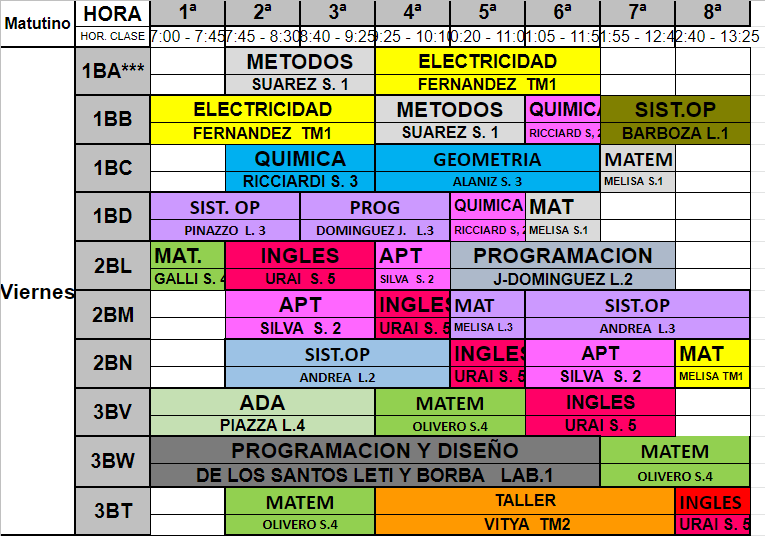 Matutino HORA 1ª 2ª 3ª 4ª 5ª 6ª 7ª 8ª
HOR. CLASE 7:00 - 7:45 7:45 - 8:30 8:40 - 9:25 9:25 - 10:10 10:20 - 11:0 11:05 - 11:5 11:55 - 12:4 12:40 - 13:25
Viernes
1BA*** METODOS ELECTRICIDAD
SUAREZ S. 1 FERNANDEZ TM1
1BB ELECTRICIDAD METODOS QUIMICA SIST.OP
FERNANDEZ TM1 SUAREZ S. 1 RICCIARD S, 2 BARBOZA L.1
1BC QUIMICA GEOMETRIA MATEM
RICCIARDI S. 3 ALANIZ S. 3 MELISA S.1
1BD SIST. OP PROG QUIMICA MAT
PINAZZO L. 3 DOMINGUEZ J. L.3 RICCIARD S, 2 MELISA S.1
2BL MAT. INGLES APT PROGRAMACION
GALLI S. 4 URAI S. 5 SILVA S. 2 J-DOMINGUEZ L.2
2BM APT INGLES MAT SIST.OP
SILVA S. 2 URAI S. 5 MELISA L.3 ANDREA L.3
2BN SIST.OP INGLES APT MAT
ANDREA L.2 URAI S. 5 SILVA S. 2 MELISA TM1
3BV ADA MATEM INGLES
PIAZZA L.4 OLIVERO S.4 URAI S. 5
3BW PROGRAMACION Y DISEÑO MATEM
DE LOS SANTOS LETI Y BORBA LAB.1 OLIVERO S.4
3BT MATEM TALLER INGLES
OLIVERO S.4 VITYA TM2 URAI S. 5